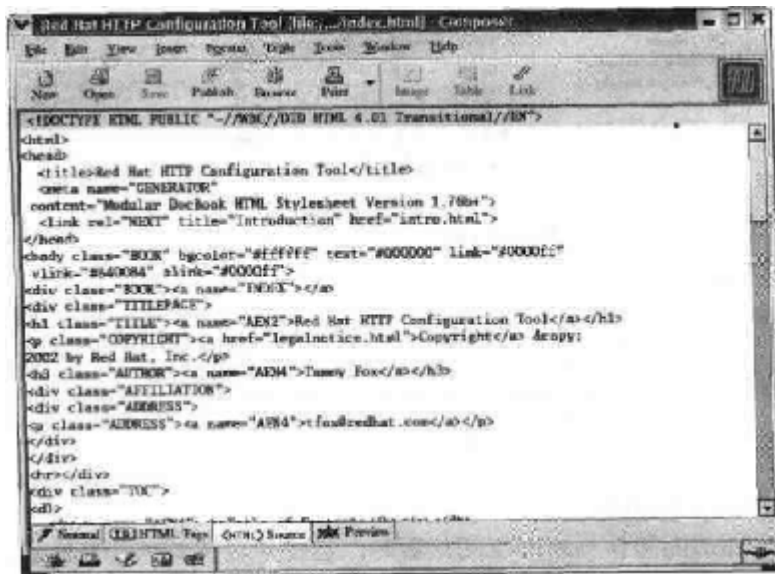 Red Hat HTTP Configuration Tool [file:/.../index.html] - Composer
File Edit View Insert Format Table Tools Window Help
New Open Save Publish Browse Print Image Table Link
<!DOCTYPE HTML PUBLIC "-//W3C//DTD HTML 4.01 Transitional//EN">
<html>
<head>
<title>Red Hat HTTP Configuration Tool</title>
<meta name="GENERATOR"
content="Modular DocBook HTML Stylesheet Version 1.76b+">
<link rel="NEXT" title="Introduction" href="intro.html">
</head>
<body class="BOOK" bgcolor="#ffffff" text="#000000" link="#0000ff"
vlink="#840084" alink="#0000ff">
<div class="BOOK"><a name="INDEX"></a>
<div class="TITLEPAGE">
<h1 class="TITLE"><a name="AEN2">Red Hat HTTP Configuration Tool</a></h1>
<p class="COPYRIGHT"><a href="legalnotice.html">Copyright</a> &copy;
2002 by Red Hat, Inc.</p>
<h3 class="AUTHOR"><a name="AEN4">Tammy Fox</a></h3>
<div class="AFFILIATION">
<div class="ADDRESS">
<p class="ADDRESS"><a name="AEN4">tfox@redhat.com</a></p>
</div>
</div>
<hr></div>
<div class="TOC">
<dl>
Normal HTML Tags <HTML> Source Preview